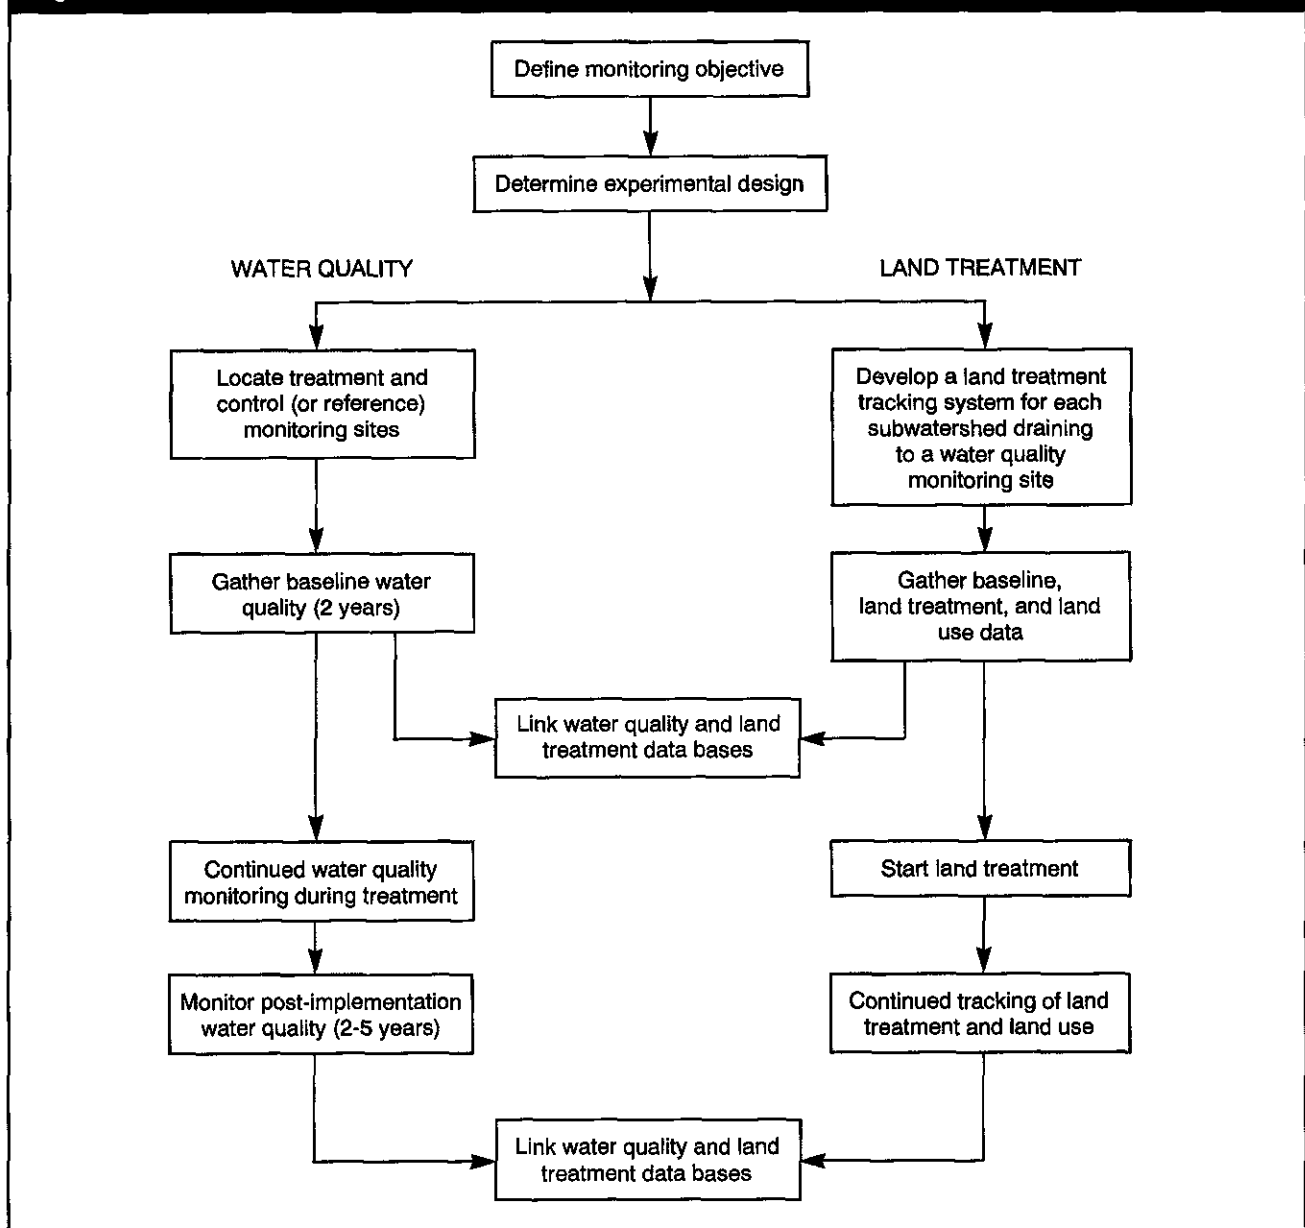 Define monitoring objective
Determine experimental design
WATER QUALITY
LAND TREATMENT
Locate treatment and
control (or reference)
monitoring sites
Develop a land treatment
tracking system for each
subwatershed draining
to a water quality
monitoring site
Gather baseline water
quality (2 years)
Gather baseline,
land treatment, and land
use data
Link water quality and land
treatment data bases
Continued water quality
monitoring during treatment
Start land treatment
Monitor post-implementation
water quality (2-5 years)
Continued tracking of land
treatment and land use
Link water quality and land
treatment data bases